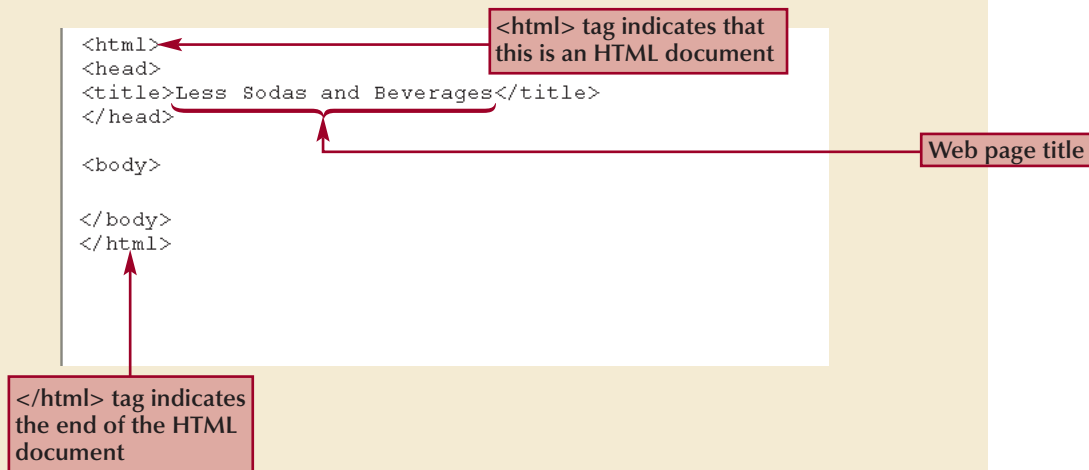 <html>
<head>
<title>Less Sodas and Beverages</title>
</head>
<body>
</body>
</html>
<html> tag indicates that
this is an HTML document
Web page title
</html> tag indicates
the end of the HTML
document